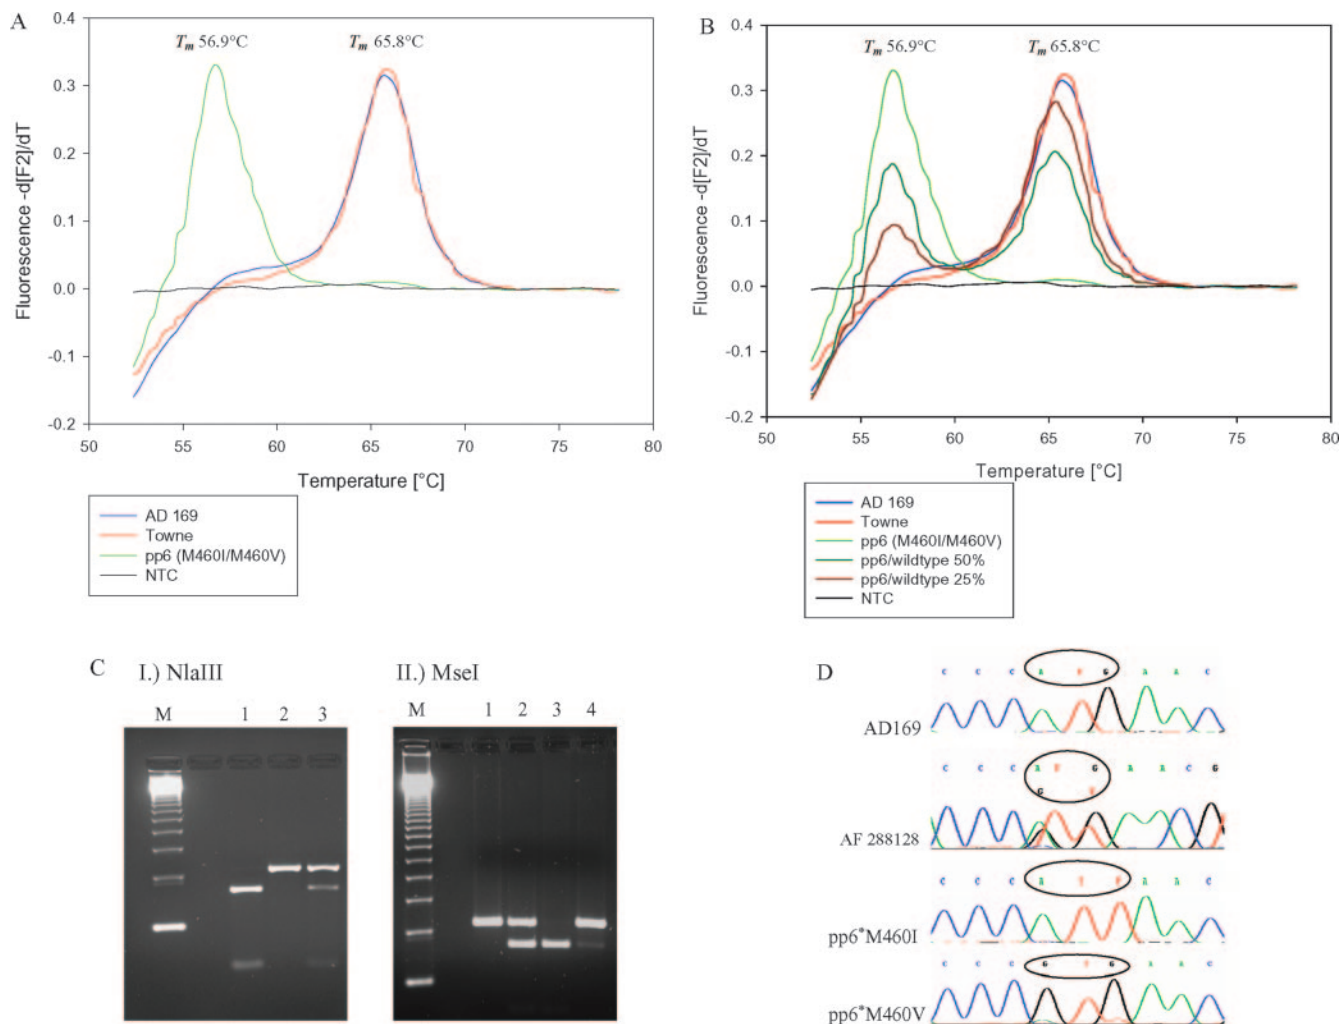 A
Tm 56.9°C
Tm 65.8°C
Fluorescence -d[F2]/dT
0.4
0.3
0.2
0.1
0.0
-0.1
-0.2
50
55
60
65
70
75
80
Temperature [°C]
AD 169
Towne
pp6 (M460I/M460V)
NTC
B
Tm 56.9°C
Tm 65.8°C
Fluorescence -d[F2]/dT
0.4
0.3
0.2
0.1
0.0
-0.1
-0.2
50
55
60
65
70
75
80
Temperature [°C]
AD 169
Towne
pp6 (M460I/M460V)
pp6/wildtype 50%
pp6/wildtype 25%
NTC
C
I.) NlaIII
M 1 2 3
II.) MseI
M 1 2 3 4
D
C C C A T G A A C
AD169
C C C A T G A A C G
G T
AF 288128
C C C A T T A A C
pp6*M460I
C C C G T G A A C
pp6*M460V